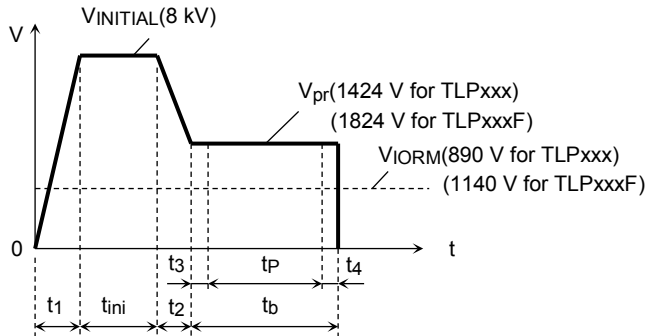 VINITIAL(8 kV)
V
Vpr(1424 V for TLPxxx)
(1824 V for TLPxxxF)
VIORM(890 V for TLPxxx)
(1140 V for TLPxxxF)
0
t
t3
tP
t4
t1
tini
t2
tb